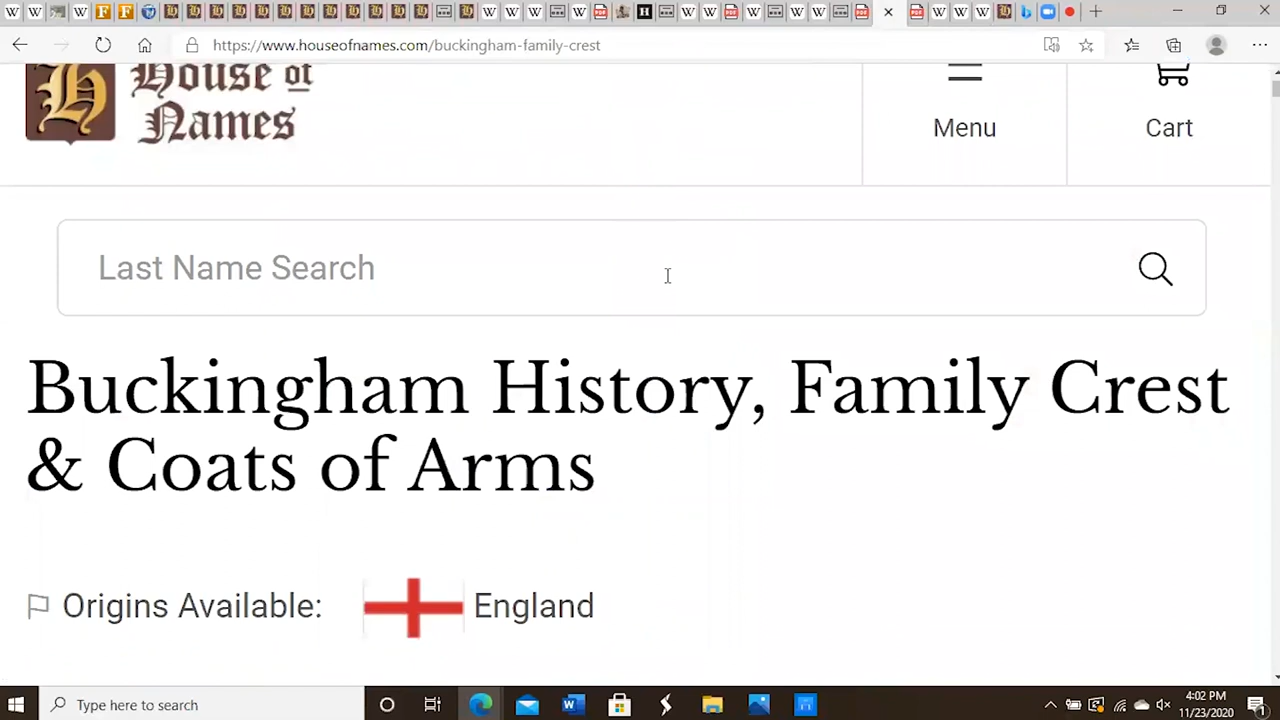 https://www.houseofnames.com/buckingham-family-crest
House of
Names
Menu
Cart
Last Name Search
Buckingham History, Family Crest
& Coats of Arms
Origins Available:
England
Type here to search
4:02 PM
11/23/2020